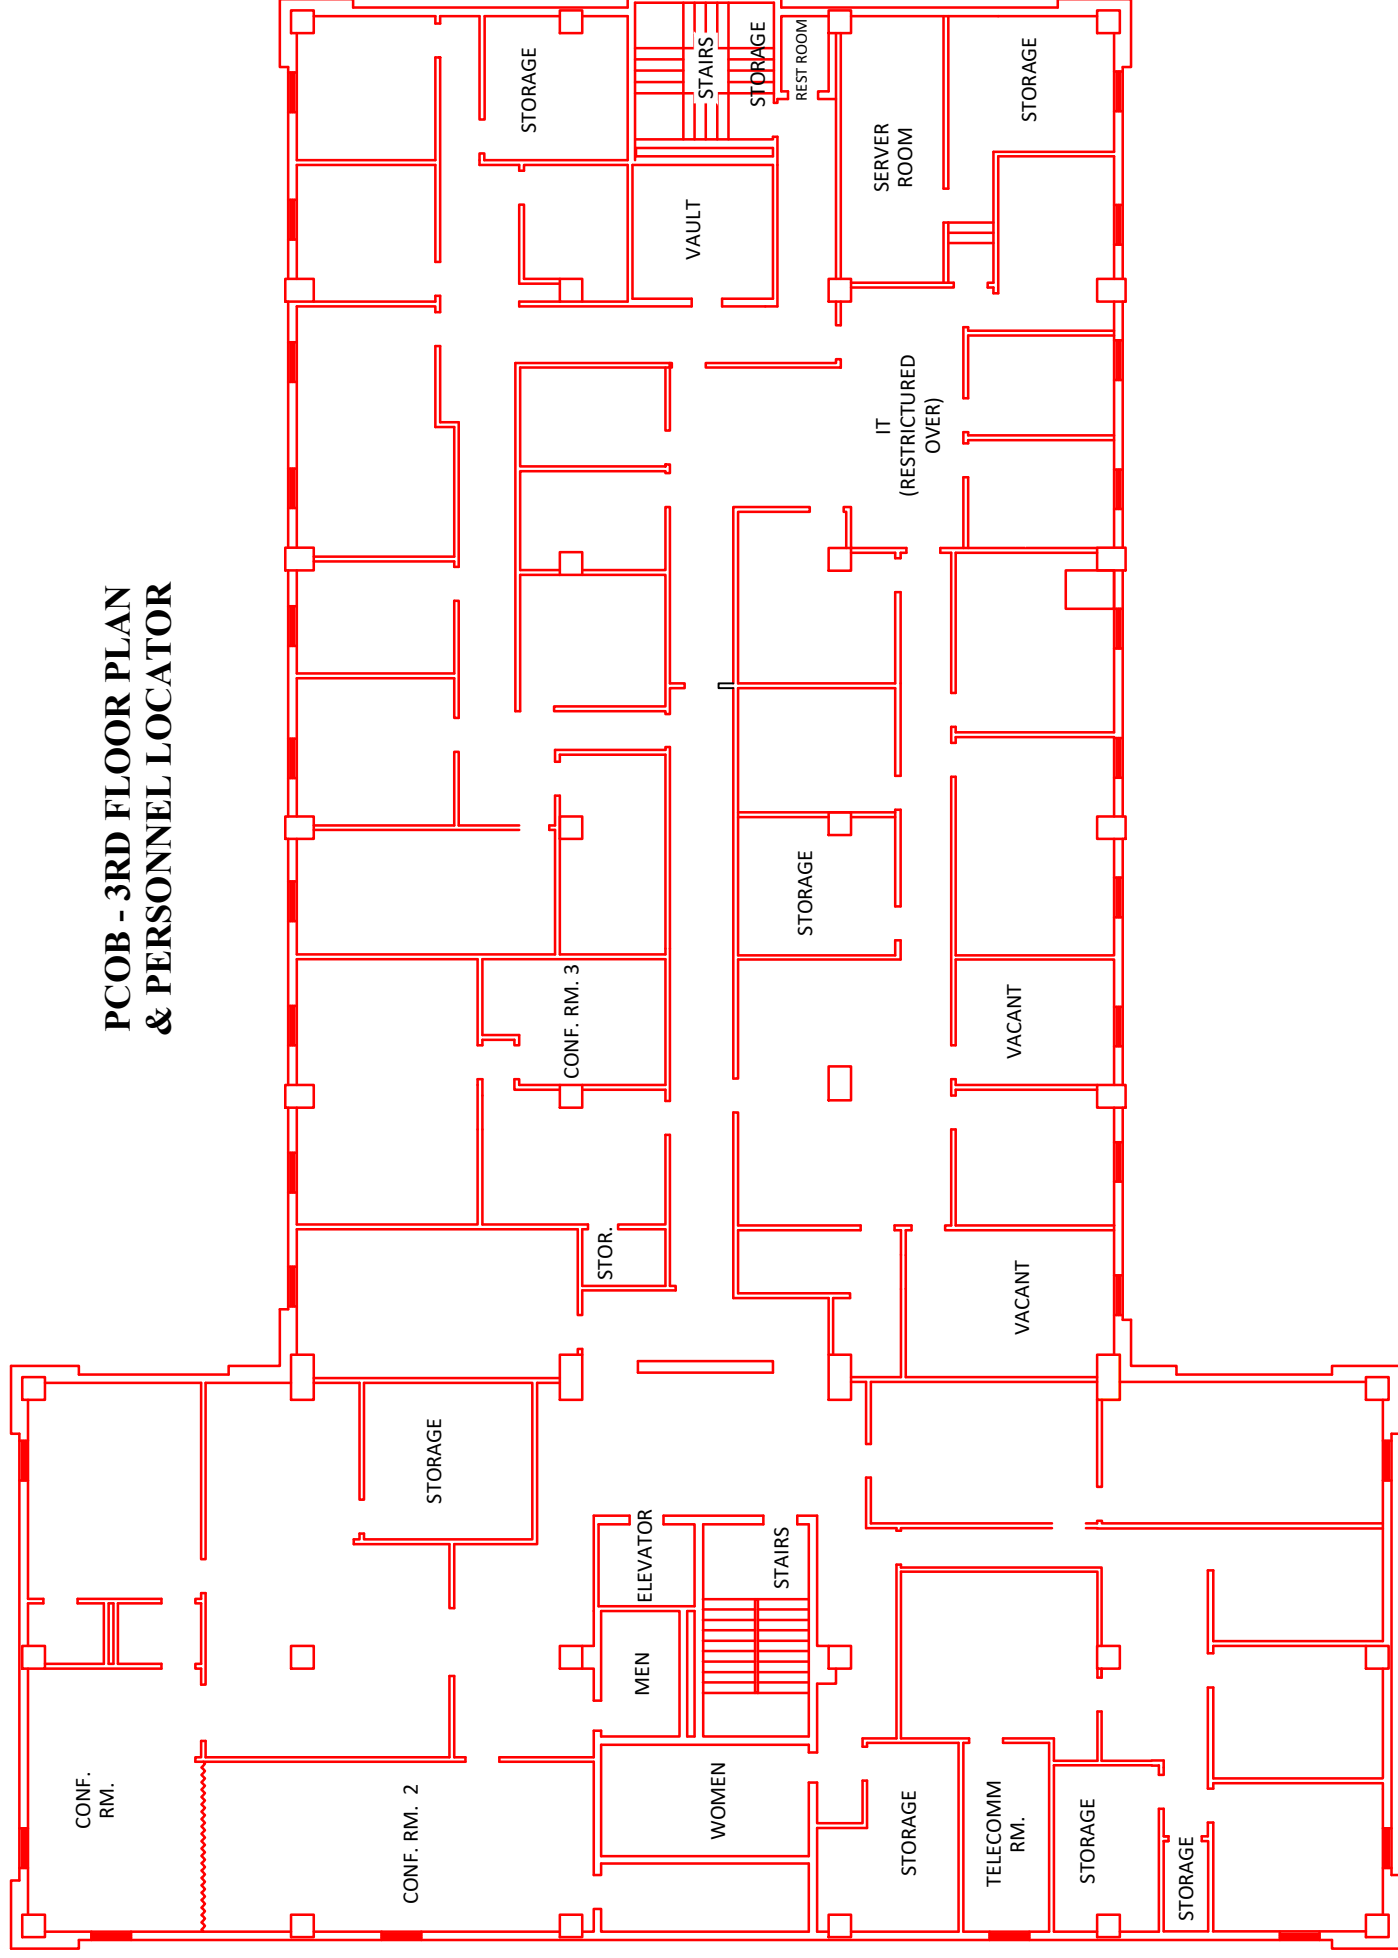 PCOB - 3RD FLOOR PLAN
& PERSONNEL LOCATOR
STORAGE
STAIRS
STORAGE
REST ROOM
STORAGE
SERVER
ROOM
VAULT
IT
(RESTRICTURED
OVER)
STORAGE
CONF. RM. 3
VACANT
STOR.
VACANT
STORAGE
ELEVATOR
STAIRS
MEN
CONF.
RM.
CONF. RM. 2
WOMEN
STORAGE
TELECOMM
RM.
STORAGE
STORAGE